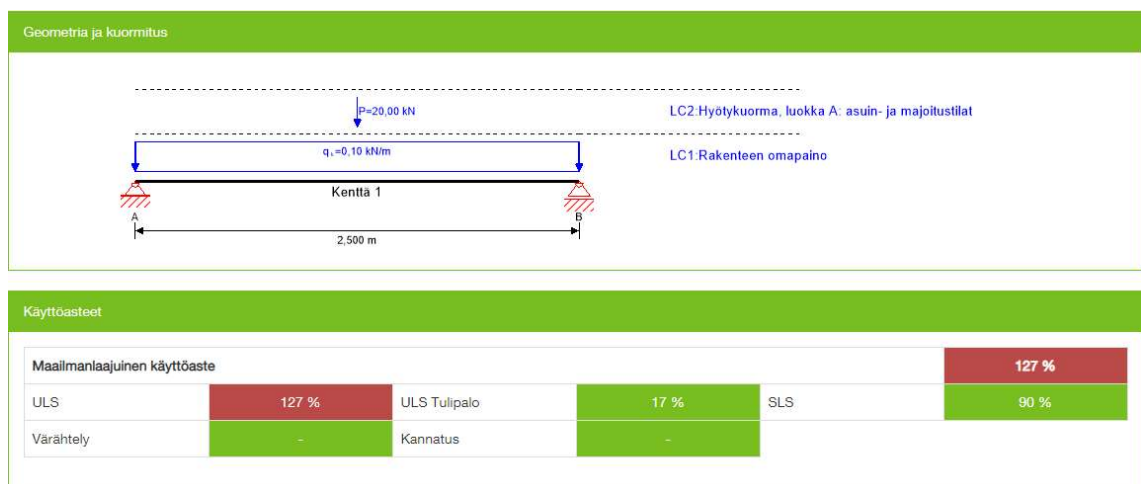 Geometria ja kuormitus
P=20,00 kN
LC2:Hyötykuorma, luokka A: asuin- ja majoitustilat
qₖ=0,10 kN/m
LC1:Rakenteen omapaino
Kenttä 1
A
B
2,500 m
Käyttöasteet
Maailmanlaajuinen käyttöaste 127 %
ULS 127 % ULS Tulipalo 17 % SLS 90 %
Värähtely - Kannatus -